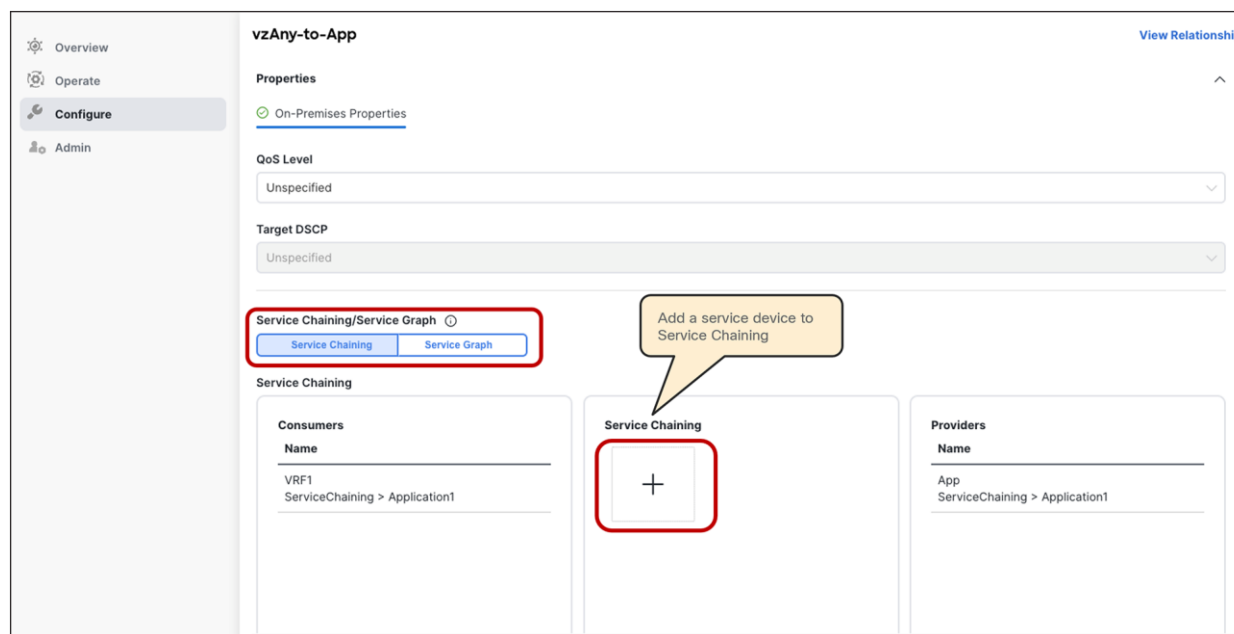 Overview
Operate
Configure
Admin
vzAny-to-App
View Relationshi
Properties
On-Premises Properties
QoS Level
Unspecified
Target DSCP
Unspecified
Service Chaining/Service Graph
Service Chaining
Service Graph
Add a service device to
Service Chaining
Service Chaining
Consumers
Name
VRF1
ServiceChaining > Application1
Service Chaining
Providers
Name
App
ServiceChaining > Application1